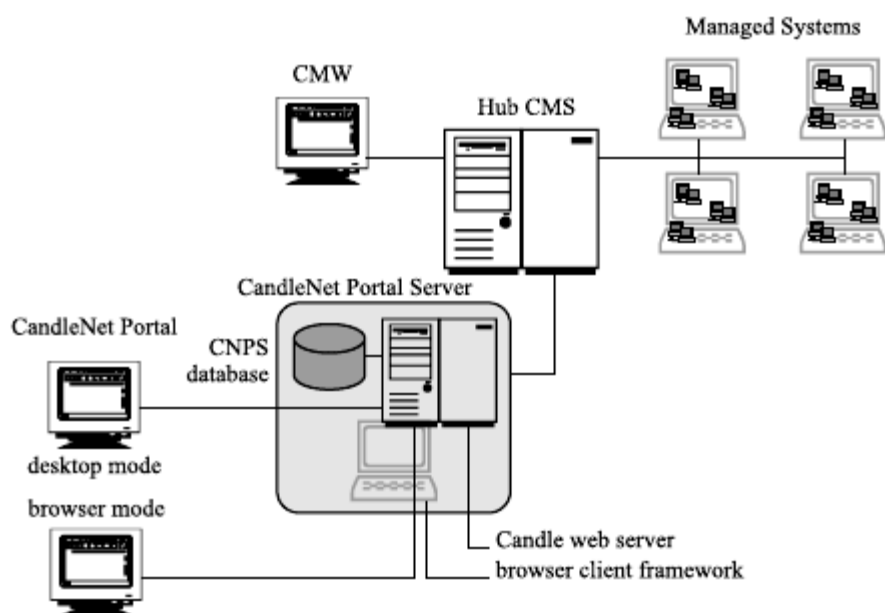 Managed Systems
CMW
Hub CMS
CandleNet Portal Server
CandleNet Portal
CNPS
database
desktop mode
browser mode
Candle web server
browser client framework